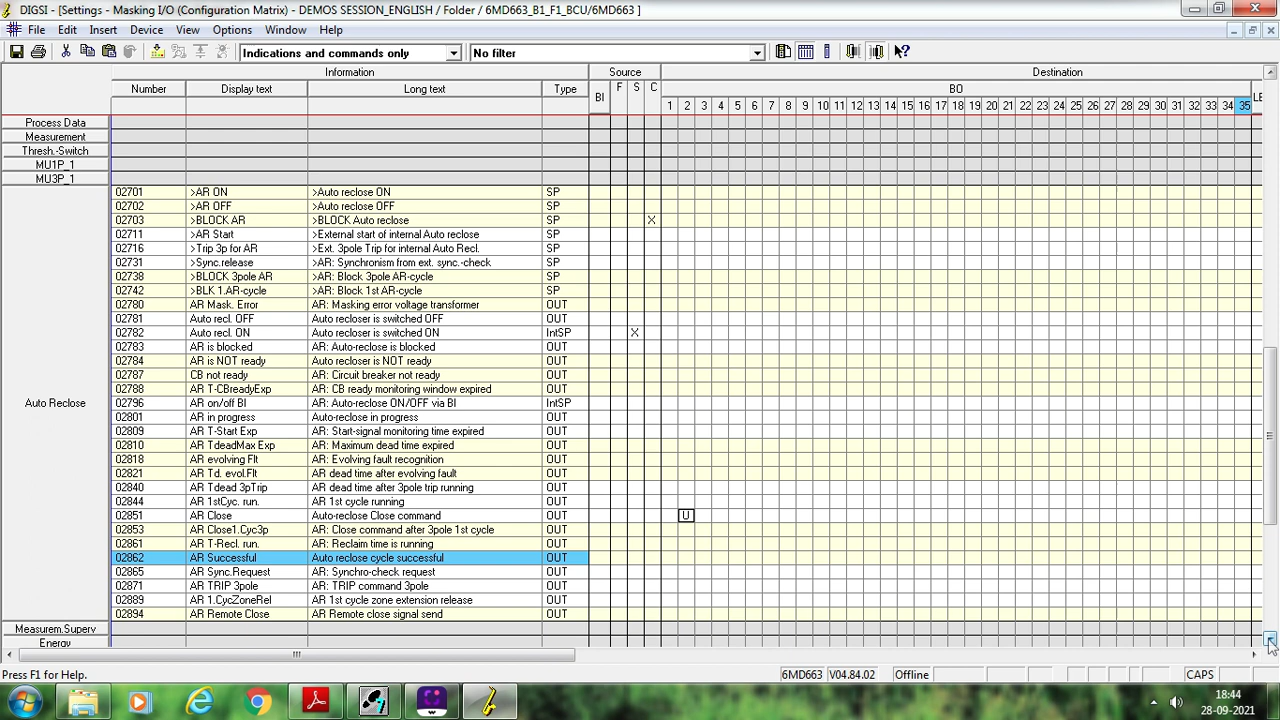 DIGSI - [Settings - Masking I/O (Configuration Matrix) - DEMOS SESSION_ENGLISH / Folder / 6MD663_B1_F1_BCU/6MD663 ]
File Edit Insert Device View Options Window Help
Indications and commands only No filter
Information Source Destination
Number Display text Long text Type BI F S C BO LE
1 2 3 4 5 6 7 8 9 10 11 12 13 14 15 16 17 18 19 20 21 22 23 24 25 26 27 28 29 30 31 32 33 34 35
Process Data
Measurement
Thresh.-Switch
MU1P_1
MU3P_1
Auto Reclose
02701 >AR ON >Auto reclose ON SP
02702 >AR OFF >Auto reclose OFF SP
02703 >BLOCK AR >BLOCK Auto reclose SP X
02711 >AR Start >External start of internal Auto reclose SP
02716 >Trip 3p for AR >Ext. 3pole Trip for internal Auto Recl. SP
02731 >Sync.release >AR: Synchronism from ext. sync.-check SP
02738 >BLOCK 3pole AR >AR: Block 3pole AR-cycle SP
02742 >BLK 1.AR-cycle >AR: Block 1st AR-cycle SP
02780 AR Mask. Error AR: Masking error voltage transformer OUT
02781 Auto recl. OFF Auto recloser is switched OFF OUT
02782 Auto recl. ON Auto recloser is switched ON IntSP X
02783 AR is blocked AR: Auto-reclose is blocked OUT
02784 AR is NOT ready Auto recloser is NOT ready OUT
02787 CB not ready AR: Circuit breaker not ready OUT
02788 AR T-CBreadyExp AR: CB ready monitoring window expired OUT
02796 AR on/off BI AR: Auto-reclose ON/OFF via BI IntSP
02801 AR in progress Auto-reclose in progress OUT
02809 AR T-Start Exp AR: Start-signal monitoring time expired OUT
02810 AR TdeadMax Exp AR: Maximum dead time expired OUT
02818 AR evolving Flt AR: Evolving fault recognition OUT
02821 AR Td. evol.Flt AR dead time after evolving fault OUT
02840 AR Tdead 3pTrip AR dead time after 3pole trip running OUT
02844 AR 1stCyc. run. AR 1st cycle running OUT
02851 AR Close Auto-reclose Close command OUT U
02853 AR Close1.Cyc3p AR: Close command after 3pole 1st cycle OUT
02861 AR T-Recl. run. AR: Reclaim time is running OUT
02862 AR Successful Auto reclose cycle successful OUT
02865 AR Sync.Request AR: Synchro-check request OUT
02871 AR TRIP 3pole AR: TRIP command 3pole OUT
02889 AR 1.CycZoneRel AR 1st cycle zone extension release OUT
02894 AR Remote Close AR Remote close signal send OUT
Measurem.Superv
Energy
Press F1 for Help. 6MD663 V04.84.02 Offline CAPS
18:44
28-09-2021